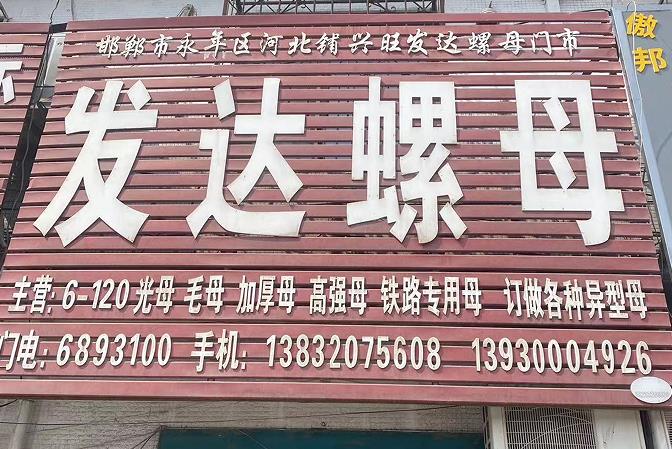 邯郸市永年区河北铺兴旺发达螺母门市
发达螺母
主营: 6-120光母 毛母 加厚母 高强母 铁路专用母 订做各种异型母
门电: 6893100 手机: 13832075608 13930004926
傲邦